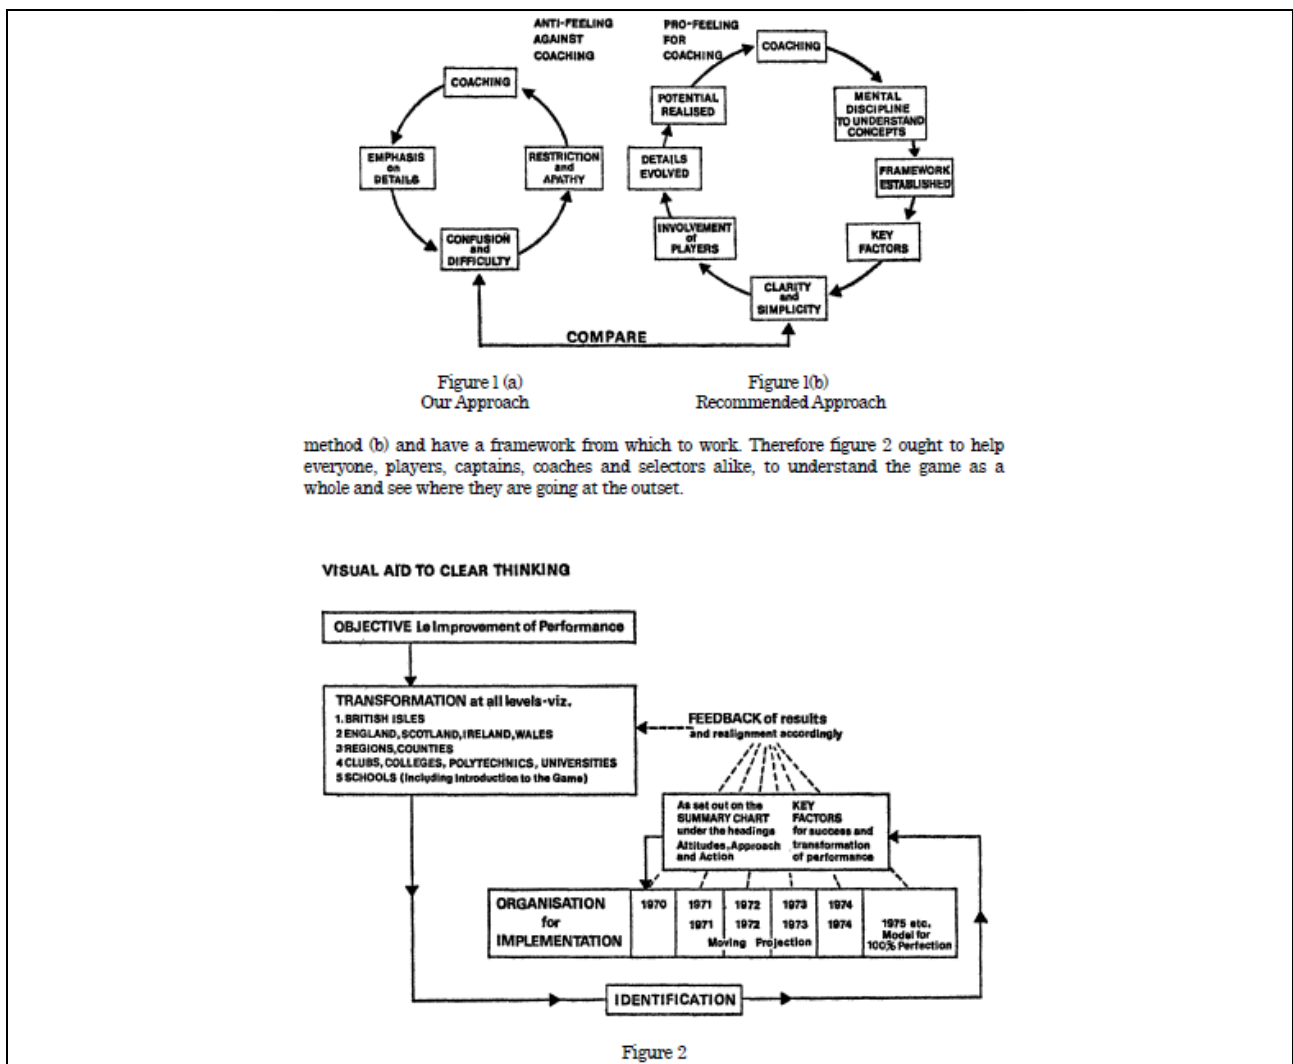 ANTI-FEELING
AGAINST
COACHING
COACHING
EMPHASIS
on
DETAILS
RESTRICTION
and
APATHY
CONFUSION
and
DIFFICULTY
PRO-FEELING
FOR
COACHING
COACHING
MENTAL
DISCIPLINE
TO UNDERSTAND
CONCEPTS
FRAMEWORK
ESTABLISHED
KEY
FACTORS
CLARITY
and
SIMPLICITY
INVOLVEMENT
of
PLAYERS
DETAILS
EVOLVED
POTENTIAL
REALISED
COMPARE
Figure 1 (a)
Our Approach
Figure 1(b)
Recommended Approach
method (b) and have a framework from which to work. Therefore figure 2 ought to help
everyone, players, captains, coaches and selectors alike, to understand the game as a
whole and see where they are going at the outset.
VISUAL AID TO CLEAR THINKING
OBJECTIVE i.e Improvement of Performance
TRANSFORMATION at all levels-viz.
1. BRITISH ISLES
2 ENGLAND, SCOTLAND, IRELAND, WALES
3 REGIONS, COUNTIES
4 CLUBS, COLLEGES, POLYTECHNICS, UNIVERSITIES
5 SCHOOLS (Including Introduction to the Game)
FEEDBACK of results
and realignment accordingly
As set out on the
SUMMARY CHART
under the headings
Attitudes, Approach
and Action
KEY
FACTORS
for success and
transformation
of performance
ORGANISATION
for
IMPLEMENTATION
1970 1971 1972 1973 1974
1971 1972 1973 1974 1975 etc.
Moving Projection
Model for
100% Perfection
IDENTIFICATION
Figure 2